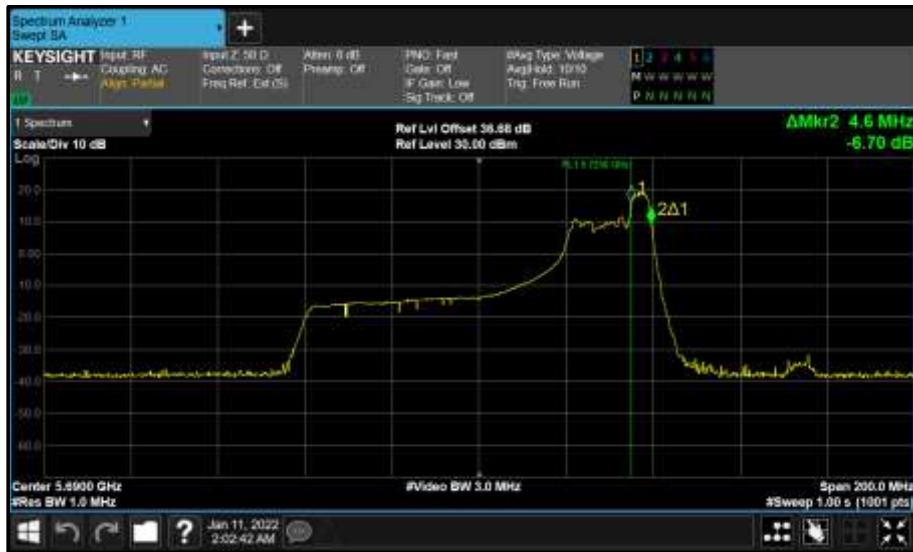 Spectrum Analyzer 1
Swept SA
+
KEYSIGHT
R T
Input: RF
Coupling: AC
Align: Partial
Input Z: 50 Ω
Corrections: Off
Freq Ref: Ext (S)
Atten: 6 dB
Preamp: Off
PNO: Fast
Gate: Off
IF Gain: Low
Sig Track: Off
#Avg Type: Voltage
Avg|Hold: 10/10
Trig: Free Run
1 2 3 4 5 6
M W W W W W
P N N N N N
1 Spectrum
Scale/Div 10 dB
Log
Ref Lvl Offset 36.68 dB
Ref Level 30.00 dBm
ΔMkr2 4.6 MHz
-6.70 dB
1
2Δ1
20.0
10.0
0.00
-10.0
-20.0
-30.0
-40.0
-50.0
-60.0
Center 5.6900 GHz
#Res BW 1.0 MHz
#Video BW 3.0 MHz
Span 200.0 MHz
#Sweep 1.00 s (1001 pts)
?
Jan 11, 2022
2:02:42 AM